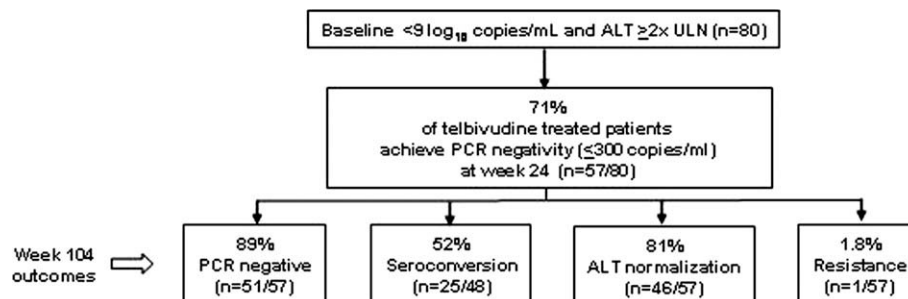 Baseline <9 log₁₀ copies/mL and ALT ≥2x ULN (n=80)
71%
of telbivudine treated patients
achieve PCR negativity (≤300 copies/ml)
at week 24 (n=57/80)
Week 104
outcomes
89%
PCR negative
(n=51/57)
52%
Seroconversion
(n=25/48)
81%
ALT normalization
(n=46/57)
1.8%
Resistance
(n=1/57)